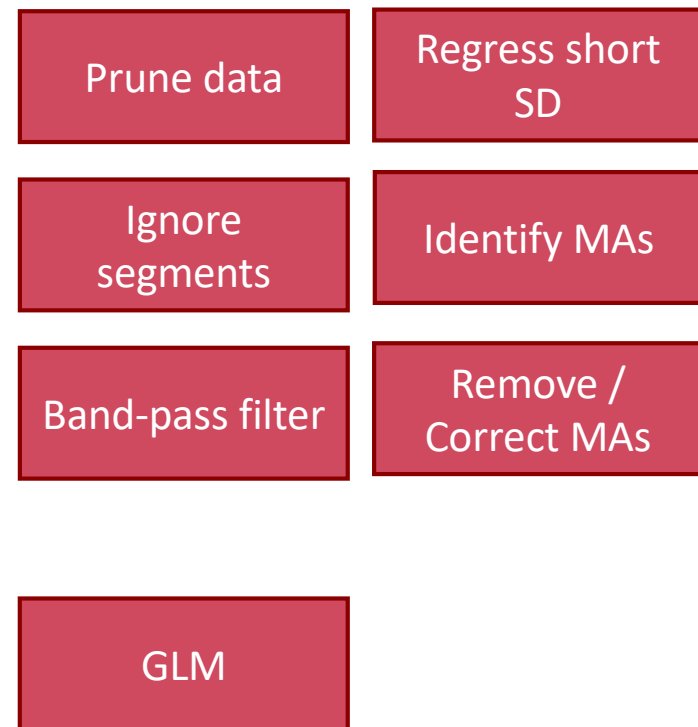 Prune data
Regress short
SD
Ignore
segments
Identify MAs
Band-pass filter
Remove /
Correct MAs
GLM